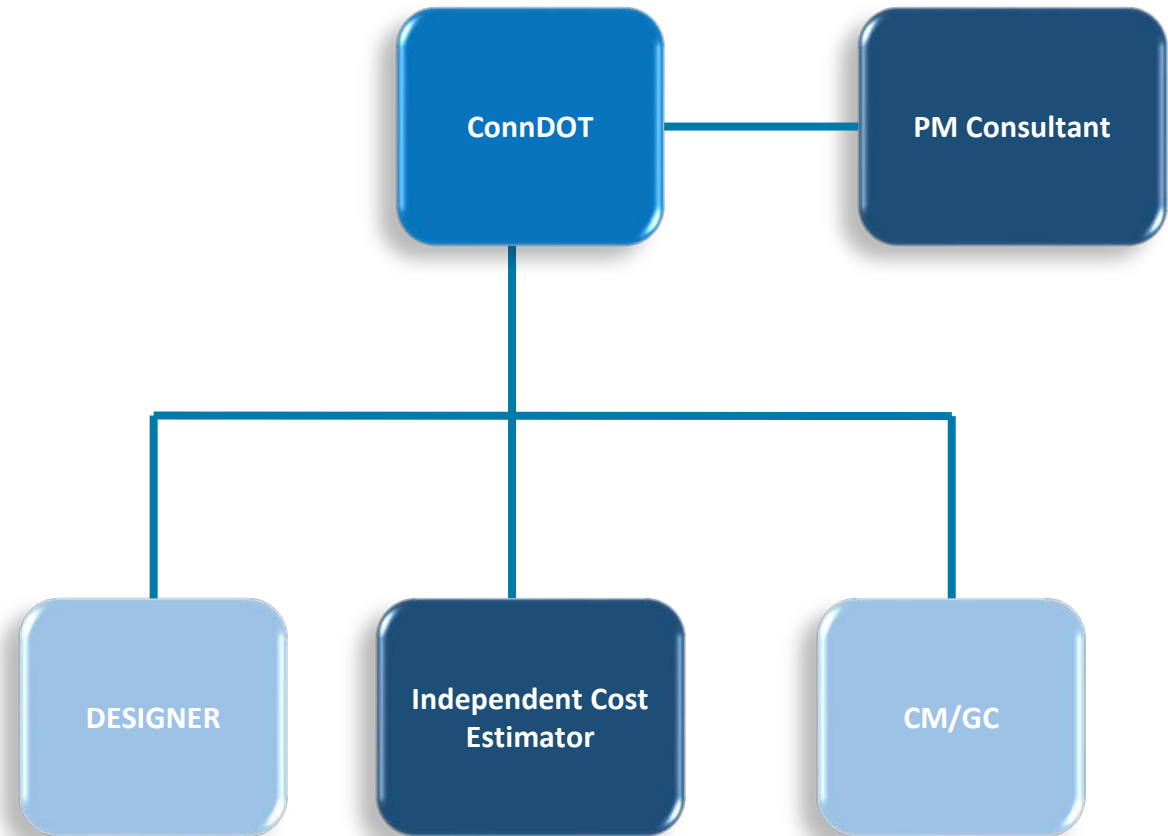 ConnDOT
PM Consultant
DESIGNER
Independent Cost
Estimator
CM/GC